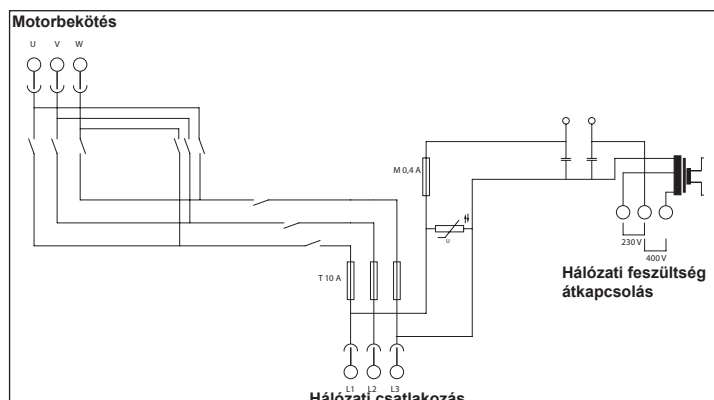 Motorbekötés
U V W
M 0,4 A
U
T 10 A
230 V
400 V
Hálózati feszültség
átkapcsolás
L1 L2 L3
Hálózati csatlakozás